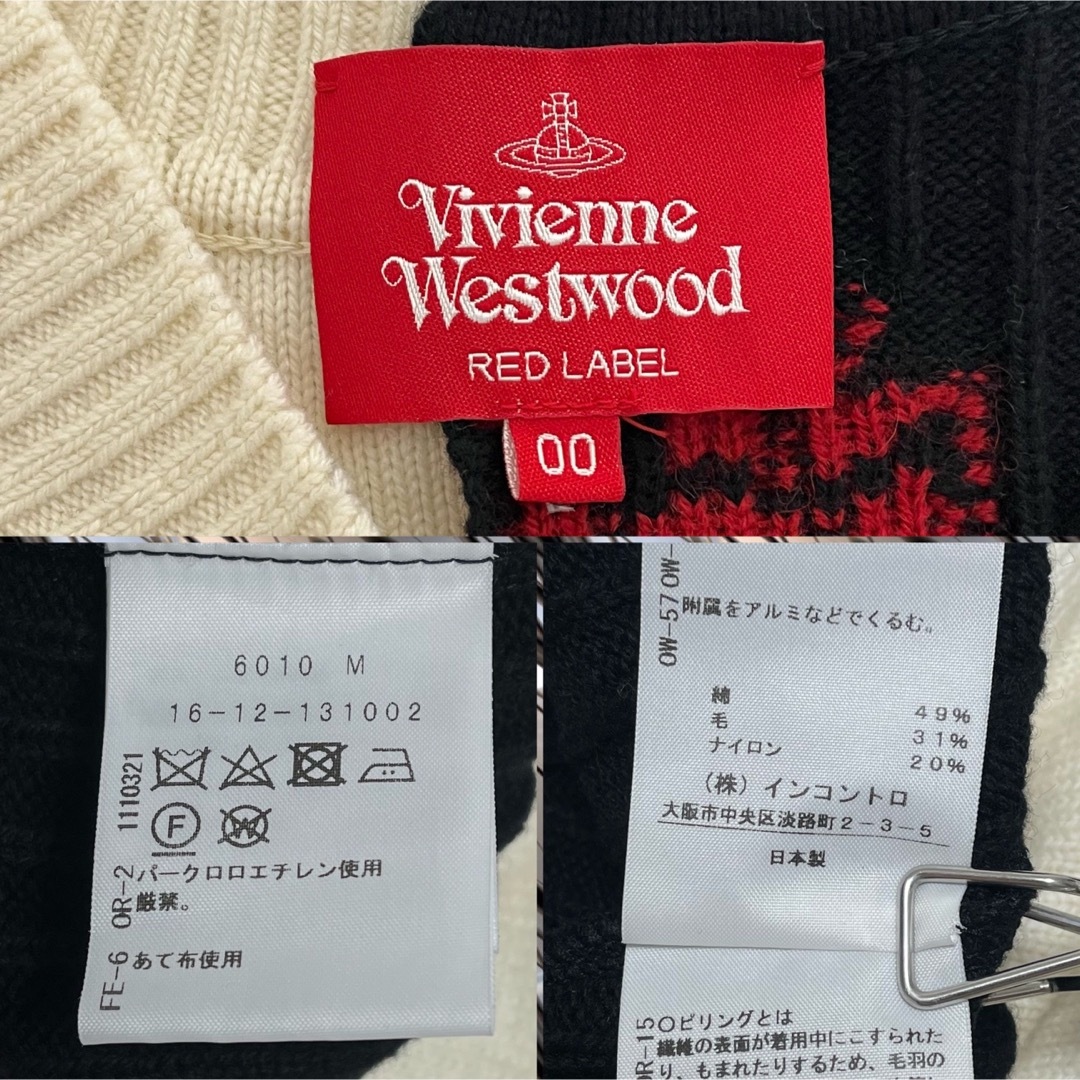 Vivienne
Westwood
RED LABEL
00
6010 M
16-12-131002
1110321
F
W
OR-2
パークロロエチレン使用
厳禁。
FE-6
あて布使用
OW-57
OW-
附属をアルミなどでくるむ。
綿 49%
毛 31%
ナイロン 20%
（株）インコントロ
大阪市中央区淡路町2-3-5
日本製
OR-15
○ピリングとは
繊維の表面が着用中にこすられた
り、もまれたりするため、毛羽の